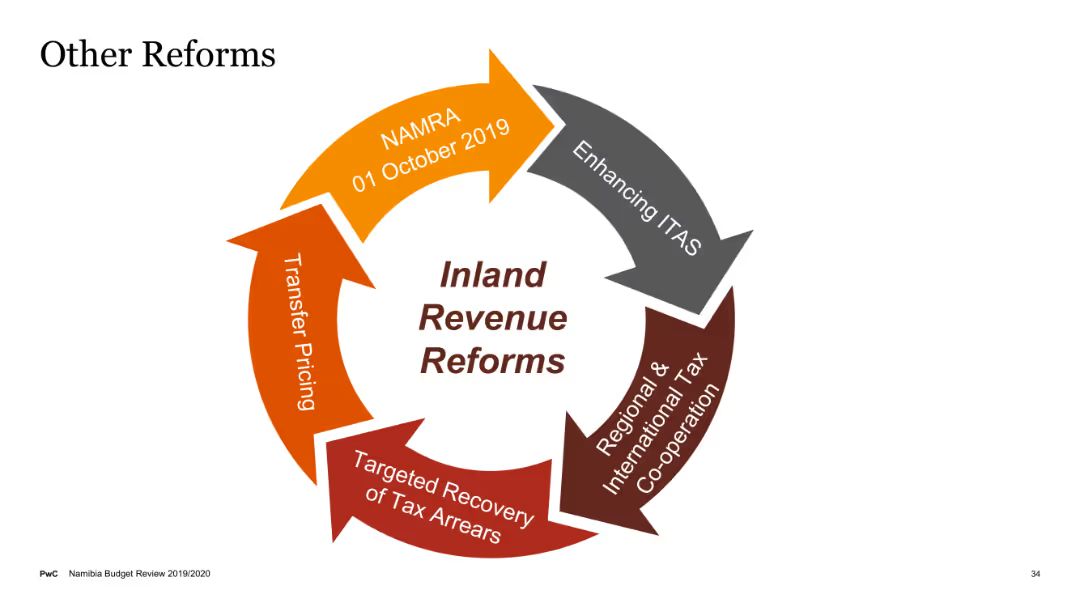 Other Reforms
NAMRA
01 October 2019
Enhancing ITAS
Regional &
International Tax
Co-operation
Targeted Recovery
of Tax Arrears
Transfer Pricing
Inland
Revenue
Reforms
PwC Namibia Budget Review 2019/2020
34